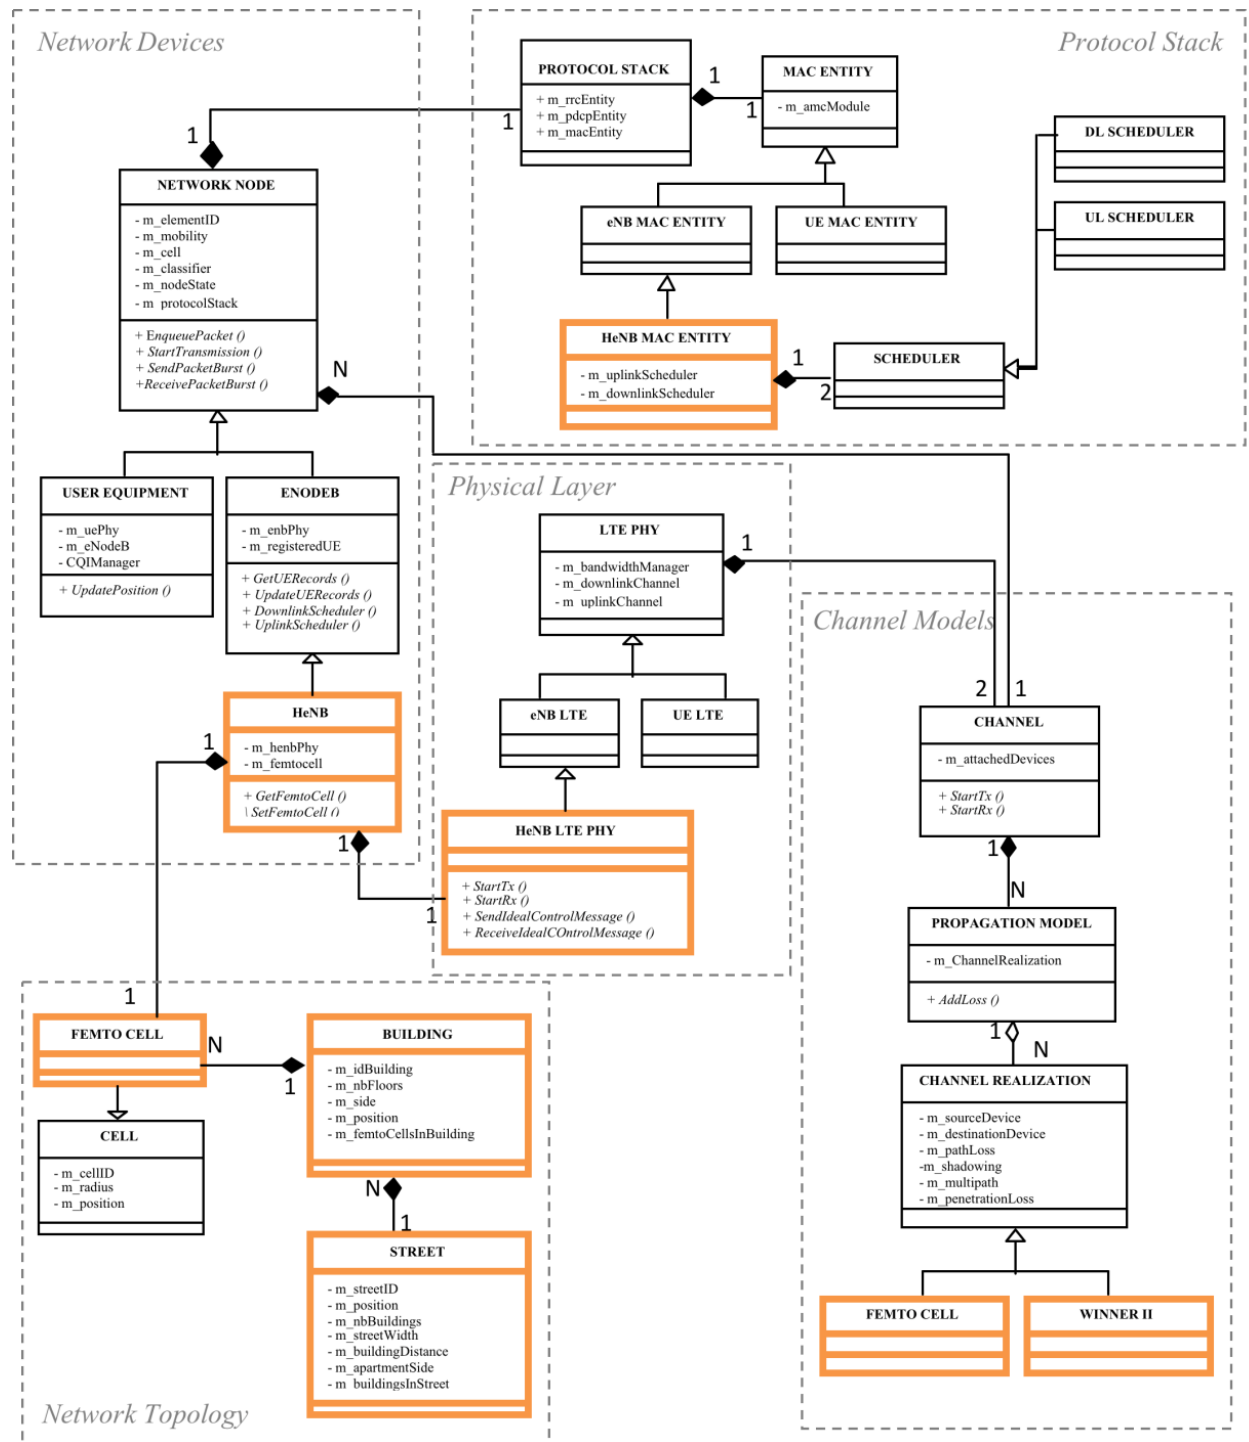 Network Devices
Protocol Stack
PROTOCOL STACK
+ m_rrcEntity
+ m_pdcpEntity
+ m_macEntity
1
1
MAC ENTITY
- m_amcModule
1
1
DL SCHEDULER
UL SCHEDULER
NETWORK NODE
- m_elementID
- m_mobility
- m_cell
- m_classifier
- m_nodeState
- m_protocolStack
+ EnqueuePacket ()
+ StartTransmission ()
+ SendPacketBurst ()
+ReceivePacketBurst ()
N
eNB MAC ENTITY
UE MAC ENTITY
HeNB MAC ENTITY
- m_uplinkScheduler
- m_downlinkScheduler
1
2
SCHEDULER
USER EQUIPMENT
- m_uePhy
- m_eNodeB
- CQIManager
+ UpdatePosition ()
ENODEB
- m_enbPhy
- m_registeredUE
+ GetUERecords ()
+ UpdateUERecords ()
+ DownlinkScheduler ()
+ UplinkScheduler ()
Physical Layer
LTE PHY
- m_bandwidthManager
- m_downlinkChannel
- m_uplinkChannel
1
Channel Models
2
1
HeNB
- m_henbPhy
- m_femtocell
+ GetFemtoCell ()
\ SetFemtoCell ()
1
1
eNB LTE
UE LTE
HeNB LTE PHY
+ StartTx ()
+ StartRx ()
+ SendIdealControlMessage ()
+ ReceiveIdealCOntrolMessage ()
1
CHANNEL
- m_attachedDevices
+ StartTx ()
+ StartRx ()
1
N
PROPAGATION MODEL
- m_ChannelRealization
+ AddLoss ()
1
N
CHANNEL REALIZATION
- m_sourceDevice
- m_destinationDevice
- m_pathLoss
-m_shadowing
- m_multipath
- m_penetrationLoss
FEMTO CELL
WINNER II
1
FEMTO CELL
N
1
BUILDING
- m_idBuilding
- m_nbFloors
- m_side
- m_position
- m_femtoCellsInBuilding
CELL
- m_cellID
- m_radius
- m_position
N
1
STREET
- m_streetID
- m_position
- m_nbBuildings
- m_streetWidth
- m_buildingDistance
- m_apartmentSide
- m_buildingsInStreet
Network Topology